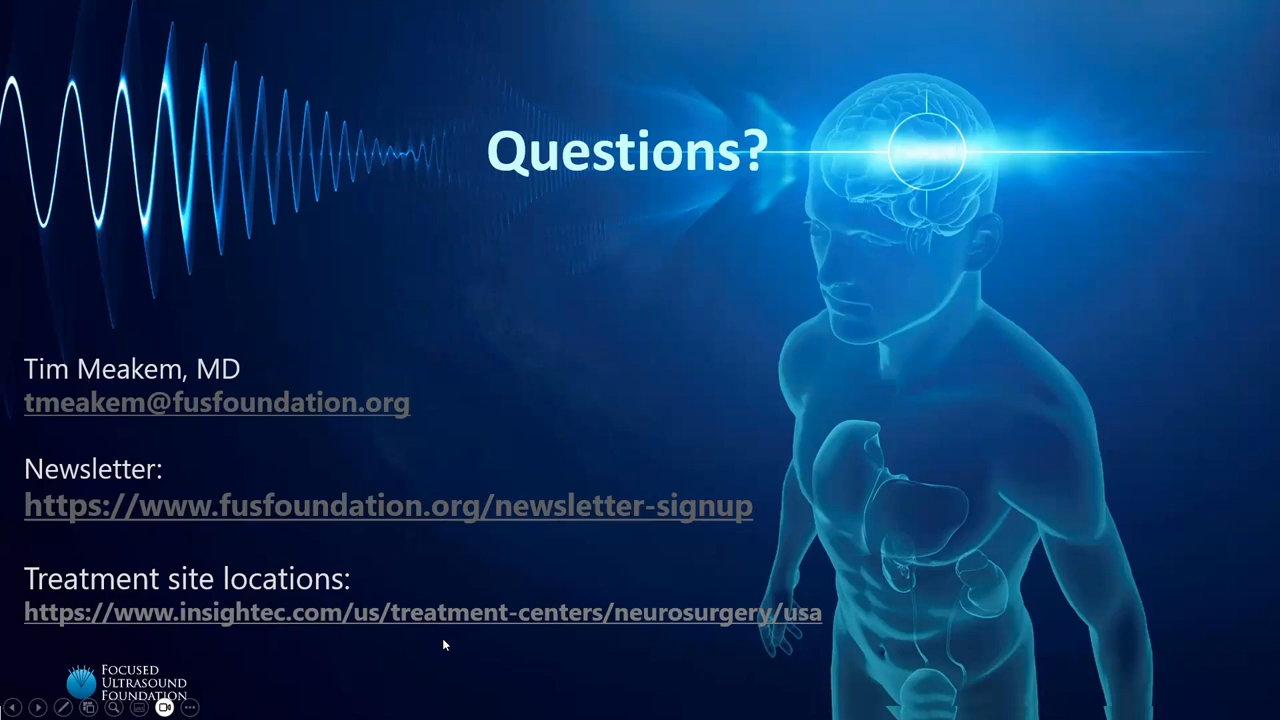 Questions?
Tim Meakem, MD
tmeakem@fusfoundation.org
Newsletter:
https://www.fusfoundation.org/newsletter-signup
Treatment site locations:
https://www.insightec.com/us/treatment-centers/neurosurgery/usa
FOCUSED
ULTRASOUND
FOUNDATION